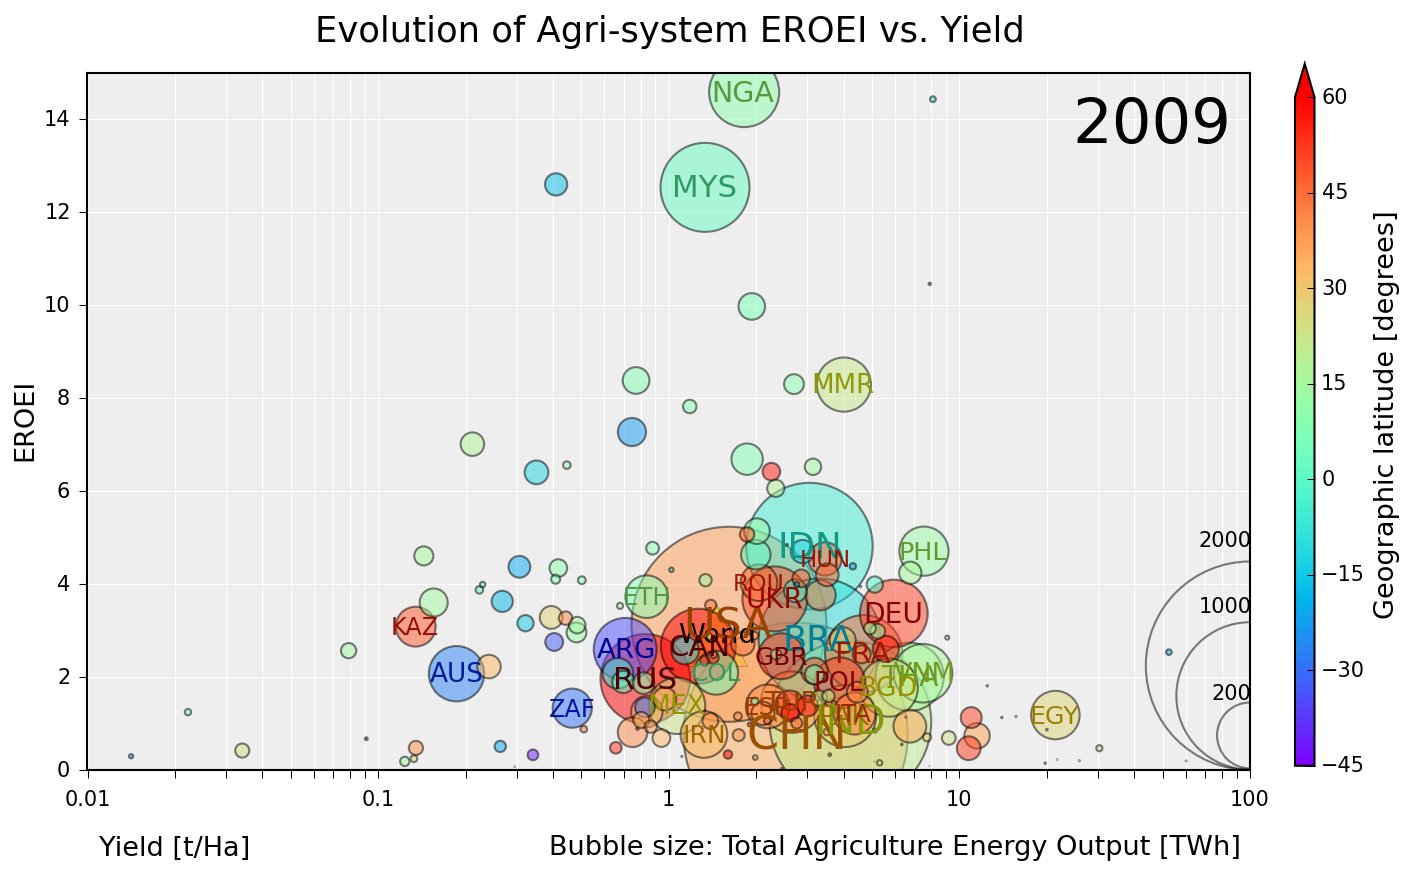 Evolution of Agri-system EROEI vs. Yield
2009
NGA
MYS
MMR
IDN
HUN
PHL
ROU
ETH
UKR
DEU
KAZ
USA
World
BRA
ARG
CAN
GBR
FRA
AUS
RUS
COL
POL
BGD
ZAF
MEX
ESP
ITA
IND
EGY
IRN
CHN
EROEI
14
12
10
8
6
4
2
0
0.01
0.1
1
10
100
Yield [t/Ha]
Bubble size: Total Agriculture Energy Output [TWh]
2000
1000
200
60
45
30
15
0
−15
−30
−45
Geographic latitude [degrees]